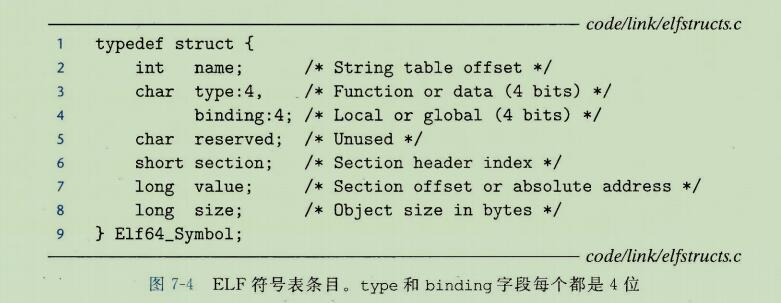 code/link/elfstructs.c
1 typedef struct {
2 int name; /* String table offset */
3 char type:4, /* Function or data (4 bits) */
4 binding:4; /* Local or global (4 bits) */
5 char reserved; /* Unused */
6 short section; /* Section header index */
7 long value; /* Section offset or absolute address */
8 long size; /* Object size in bytes */
9 } Elf64_Symbol;
code/link/elfstructs.c
图 7-4 ELF 符号表条目。type 和 binding 字段每个都是 4 位